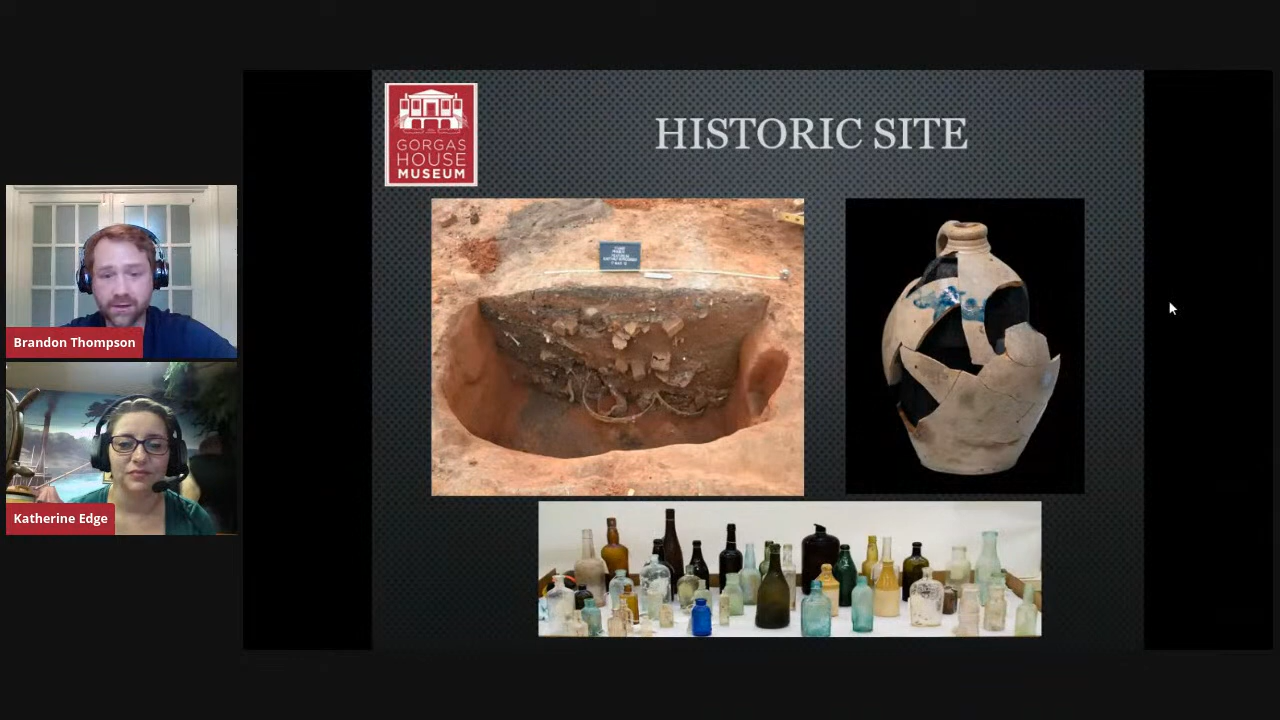 GORGAS
HOUSE
MUSEUM
HISTORIC SITE
Brandon Thompson
Katherine Edge